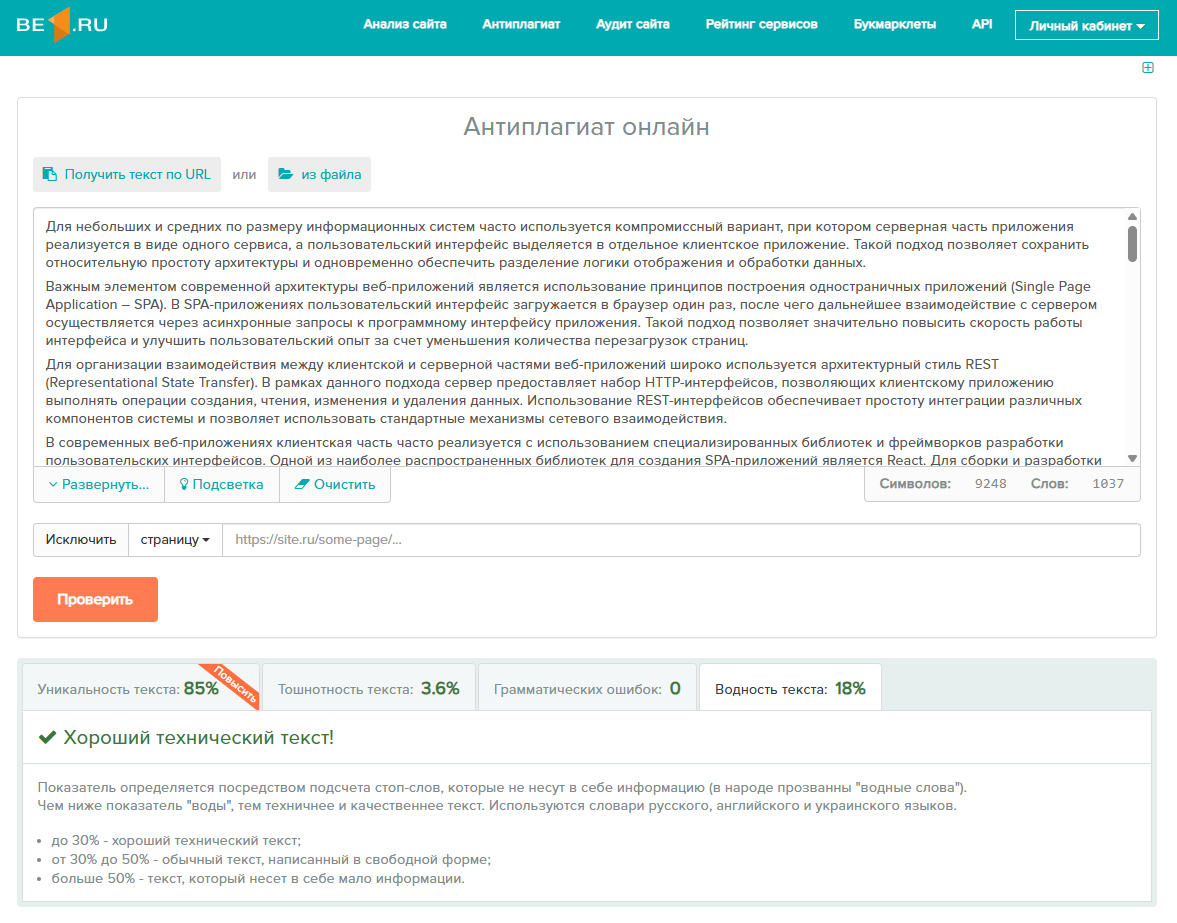 BE1.RU
Анализ сайта Антиплагиат Аудит сайта Рейтинг сервисов Букмарклеты API Личный кабинет
Антиплагиат онлайн
Получить текст по URL или из файла
Для небольших и средних по размеру информационных систем часто используется компромиссный вариант, при котором серверная часть приложения
реализуется в виде одного сервиса, а пользовательский интерфейс выделяется в отдельное клиентское приложение. Такой подход позволяет сохранить
относительную простоту архитектуры и одновременно обеспечить разделение логики отображения и обработки данных.
Важным элементом современной архитектуры веб-приложений является использование принципов построения одностраничных приложений (Single Page
Application – SPA). В SPA-приложениях пользовательский интерфейс загружается в браузер один раз, после чего дальнейшее взаимодействие с сервером
осуществляется через асинхронные запросы к программному интерфейсу приложения. Такой подход позволяет значительно повысить скорость работы
интерфейса и улучшить пользовательский опыт за счет уменьшения количества перезагрузок страниц.
Для организации взаимодействия между клиентской и серверной частями веб-приложений широко используется архитектурный стиль REST
(Representational State Transfer). В рамках данного подхода сервер предоставляет набор HTTP-интерфейсов, позволяющих клиентскому приложению
выполнять операции создания, чтения, изменения и удаления данных. Использование REST-интерфейсов обеспечивает простоту интеграции различных
компонентов системы и позволяет использовать стандартные механизмы сетевого взаимодействия.
В современных веб-приложениях клиентская часть часто реализуется с использованием специализированных библиотек и фреймворков разработки
пользовательских интерфейсов. Одной из наиболее распространенных библиотек для создания SPA-приложений является React. Для сборки и разработки
Развернуть... Подсветка Очистить Символов: 9248 Слов: 1037
Исключить страницу https://site.ru/some-page/...
Проверить
Уникальность текста: 85% Повысить Тошнотность текста: 3.6% Грамматических ошибок: 0 Водность текста: 18%
Хороший технический текст!
Показатель определяется посредством подсчета стоп-слов, которые не несут в себе информацию (в народе прозванны "водные слова").
Чем ниже показатель "воды", тем техничнее и качественнее текст. Используются словари русского, английского и украинского языков.
• до 30% - хороший технический текст;
• от 30% до 50% - обычный текст, написанный в свободной форме;
• больше 50% - текст, который несет в себе мало информации.